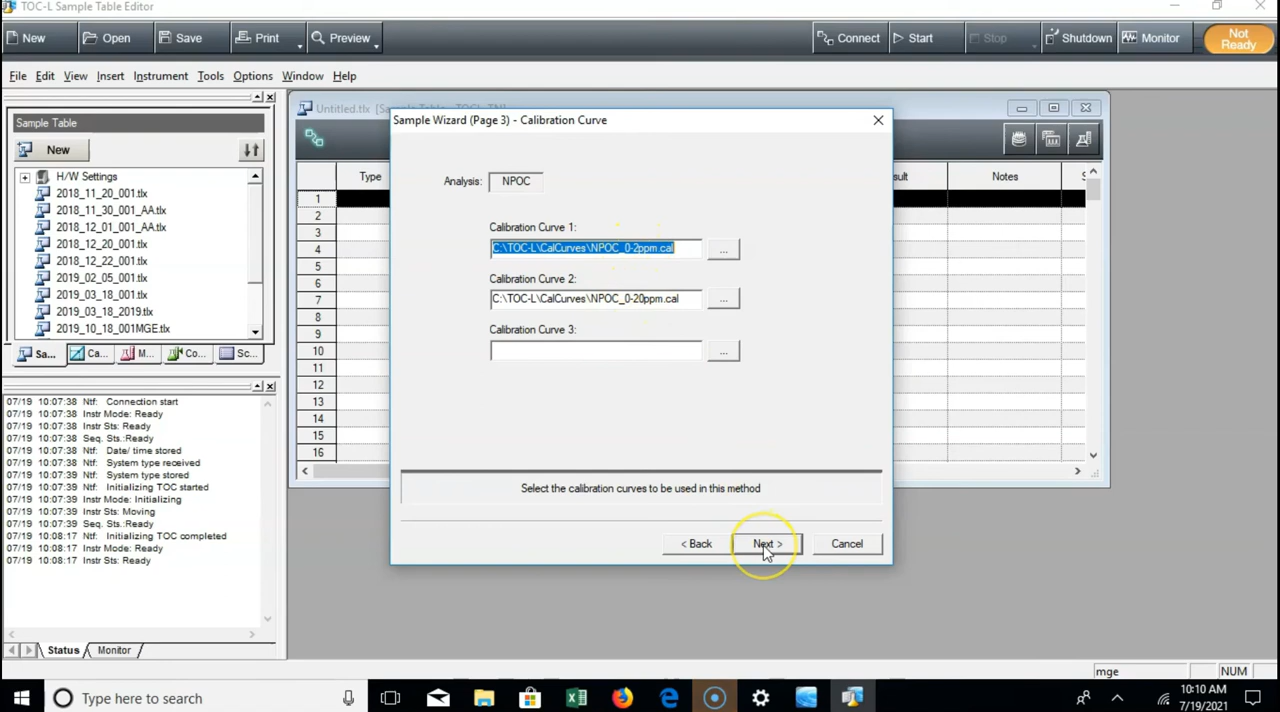 TOC-L Sample Table Editor
New Open Save Print Preview Connect Start Stop Shutdown Monitor Not Ready
File Edit View Insert Instrument Tools Options Window Help
Sample Table
New
H/W Settings
2018_11_20_001.tlx
2018_11_30_001_AA.tlx
2018_12_01_001_AA.tlx
2018_12_20_001.tlx
2018_12_22_001.tlx
2019_02_05_001.tlx
2019_03_18_001.tlx
2019_03_18_2019.tlx
2019_10_18_001MGE.tlx
Sa... Ca... M... Co... Sc...
07/19 10:07:38 Ntf: Connection start
07/19 10:07:38 Instr Mode: Ready
07/19 10:07:38 Instr Sts: Ready
07/19 10:07:38 Seq. Sts.:Ready
07/19 10:07:38 Ntf: Date/ time stored
07/19 10:07:38 Ntf: System type received
07/19 10:07:39 Ntf: System type stored
07/19 10:07:39 Ntf: Initializing TOC started
07/19 10:07:39 Instr Mode: Initializing
07/19 10:07:39 Instr Sts: Moving
07/19 10:07:39 Seq. Sts.:Ready
07/19 10:08:17 Ntf: Initializing TOC completed
07/19 10:08:17 Instr Mode: Ready
07/19 10:08:17 Instr Sts: Ready
Status Monitor
Untitled.tlx
Type
Notes
1
2
3
4
5
6
7
8
9
10
11
12
13
14
15
16
Sample Wizard (Page 3) - Calibration Curve
Analysis: NPOC
Calibration Curve 1:
C:\TOC-L\CalCurves\NPOC_0-2ppm.cal
...
Calibration Curve 2:
C:\TOC-L\CalCurves\NPOC_0-20ppm.cal
...
Calibration Curve 3:
...
Select the calibration curves to be used in this method
< Back Next > Cancel
mge NUM
Type here to search
10:10 AM
7/19/2021